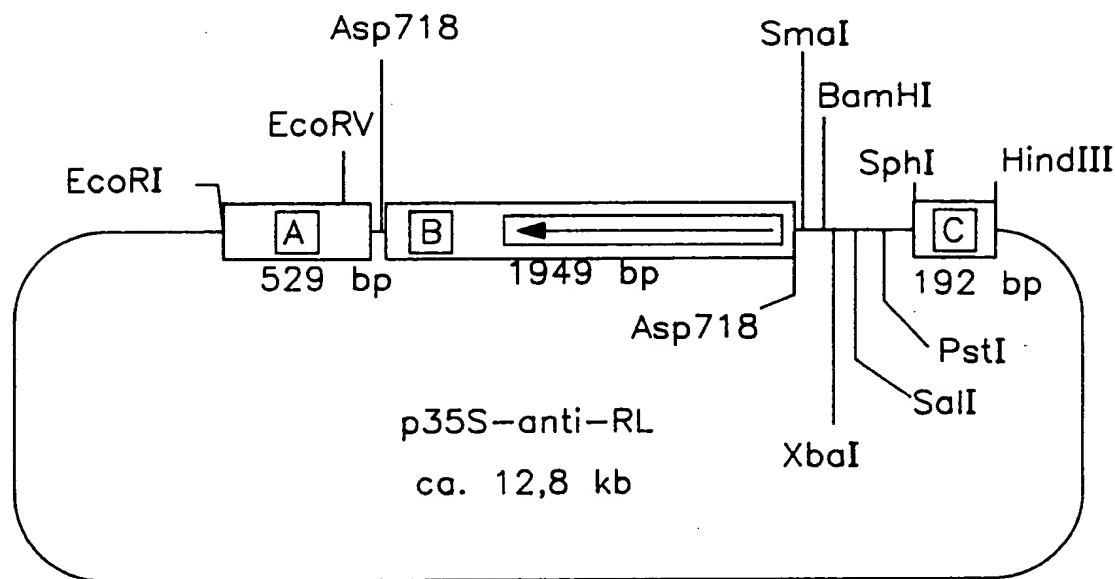 Asp718
SmaI
BamHI
EcoRV
SphI
HindIII
EcoRI
A
B
C
529 bp
1949 bp
192 bp
Asp718
PstI
SalI
XbaI
p35S-anti-RL
ca. 12,8 kb